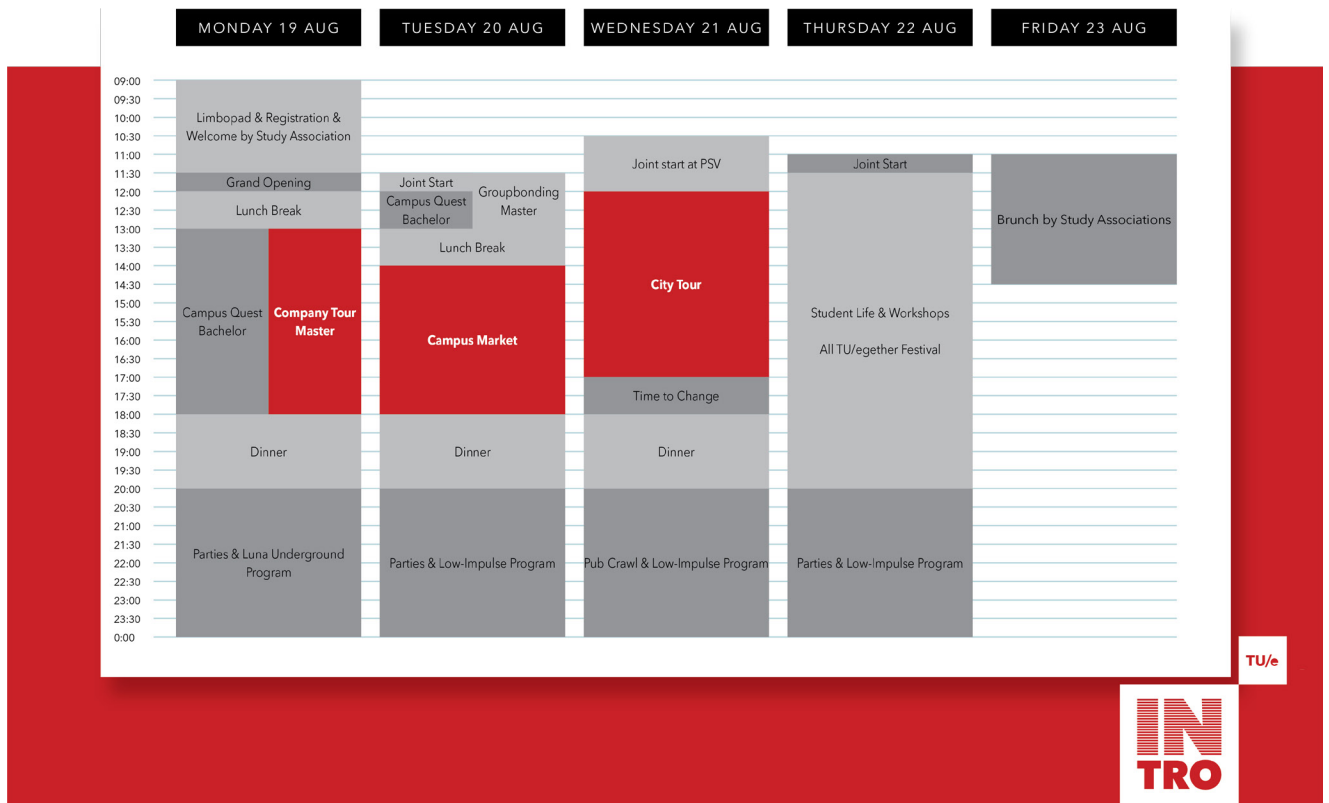 MONDAY 19 AUG
TUESDAY 20 AUG
WEDNESDAY 21 AUG
THURSDAY 22 AUG
FRIDAY 23 AUG
09:00
09:30
10:00
10:30
11:00
11:30
12:00
12:30
13:00
13:30
14:00
14:30
15:00
15:30
16:00
16:30
17:00
17:30
18:00
18:30
19:00
19:30
20:00
20:30
21:00
21:30
22:00
22:30
23:00
23:30
0:00
Limbopad & Registration &
Welcome by Study Association
Grand Opening
Lunch Break
Campus Quest
Bachelor
Company Tour
Master
Dinner
Parties & Luna Underground
Program
Joint Start
Campus Quest
Bachelor
Groupbonding
Master
Lunch Break
Campus Market
Dinner
Parties & Low-Impulse Program
Joint start at PSV
City Tour
Time to Change
Dinner
Pub Crawl & Low-Impulse Program
Joint Start
Student Life & Workshops
All TU/egether Festival
Parties & Low-Impulse Program
Brunch by Study Associations
TU/e
IN
TRO